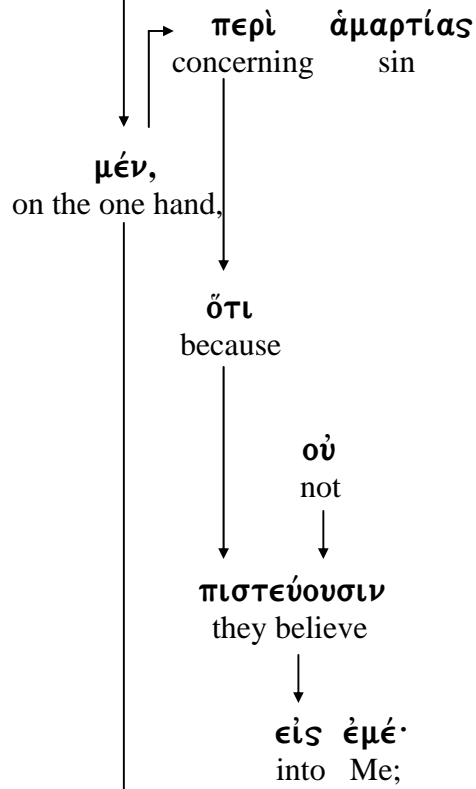 περὶ ἁμαρτίας
concerning sin
μέν,
on the one hand,
ὅτι
because
οὐ
not
πιστεύουσιν
they believe
εἰς ἐμέ·
into Me;